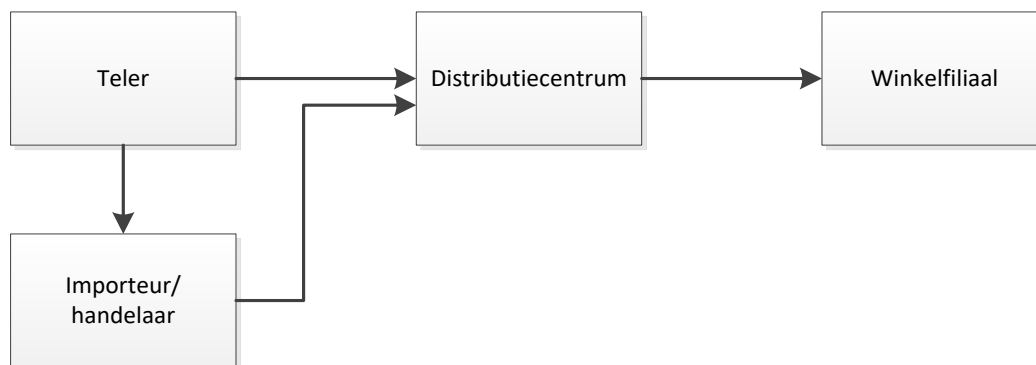 Teler
Distributiecentrum
Winkelfiliaal
Importeur/
handelaar